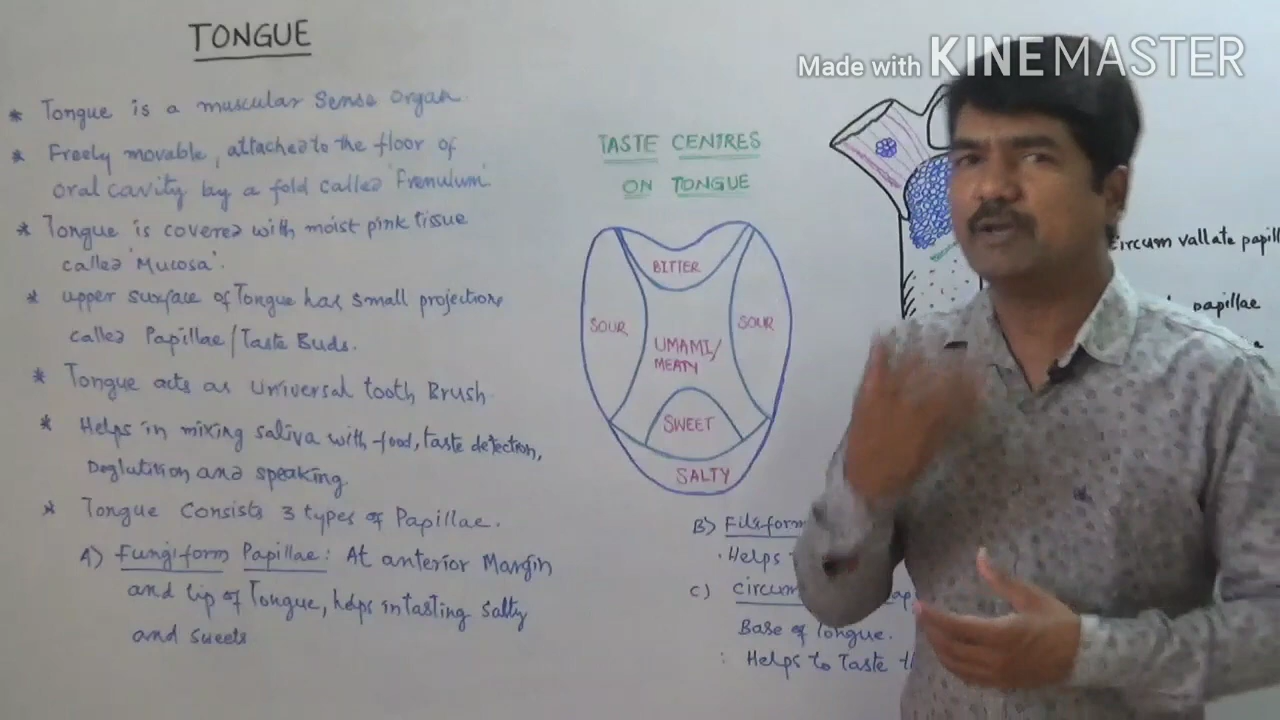 TONGUE
Made with KINEMASTER
* Tongue is a muscular Sense Organ
* Freely movable, attached to the floor of
oral cavity by a fold called 'Frenulum'.
* Tongue is covered with moist pink tissue
called 'Mucosa'.
* upper surface of Tongue has small projections
called Papillae/Taste Buds.
* Tongue acts as Universal tooth Brush
* Helps in mixing saliva with food, taste detection,
Deglutition and speaking.
* Tongue Consists 3 types of Papillae.
A) Fungiform Papillae: At anterior Margin
and tip of Tongue, helps in tasting Salty
and sweets
TASTE CENTRES
ON TONGUE
BITTER
SOUR
SOUR
UMAMI/
MEATY
SWEET
SALTY
Circum vallate papill
papillae
B) Filiform
. Helps t
C) Circum
Base of Tongue.
: Helps to Taste th